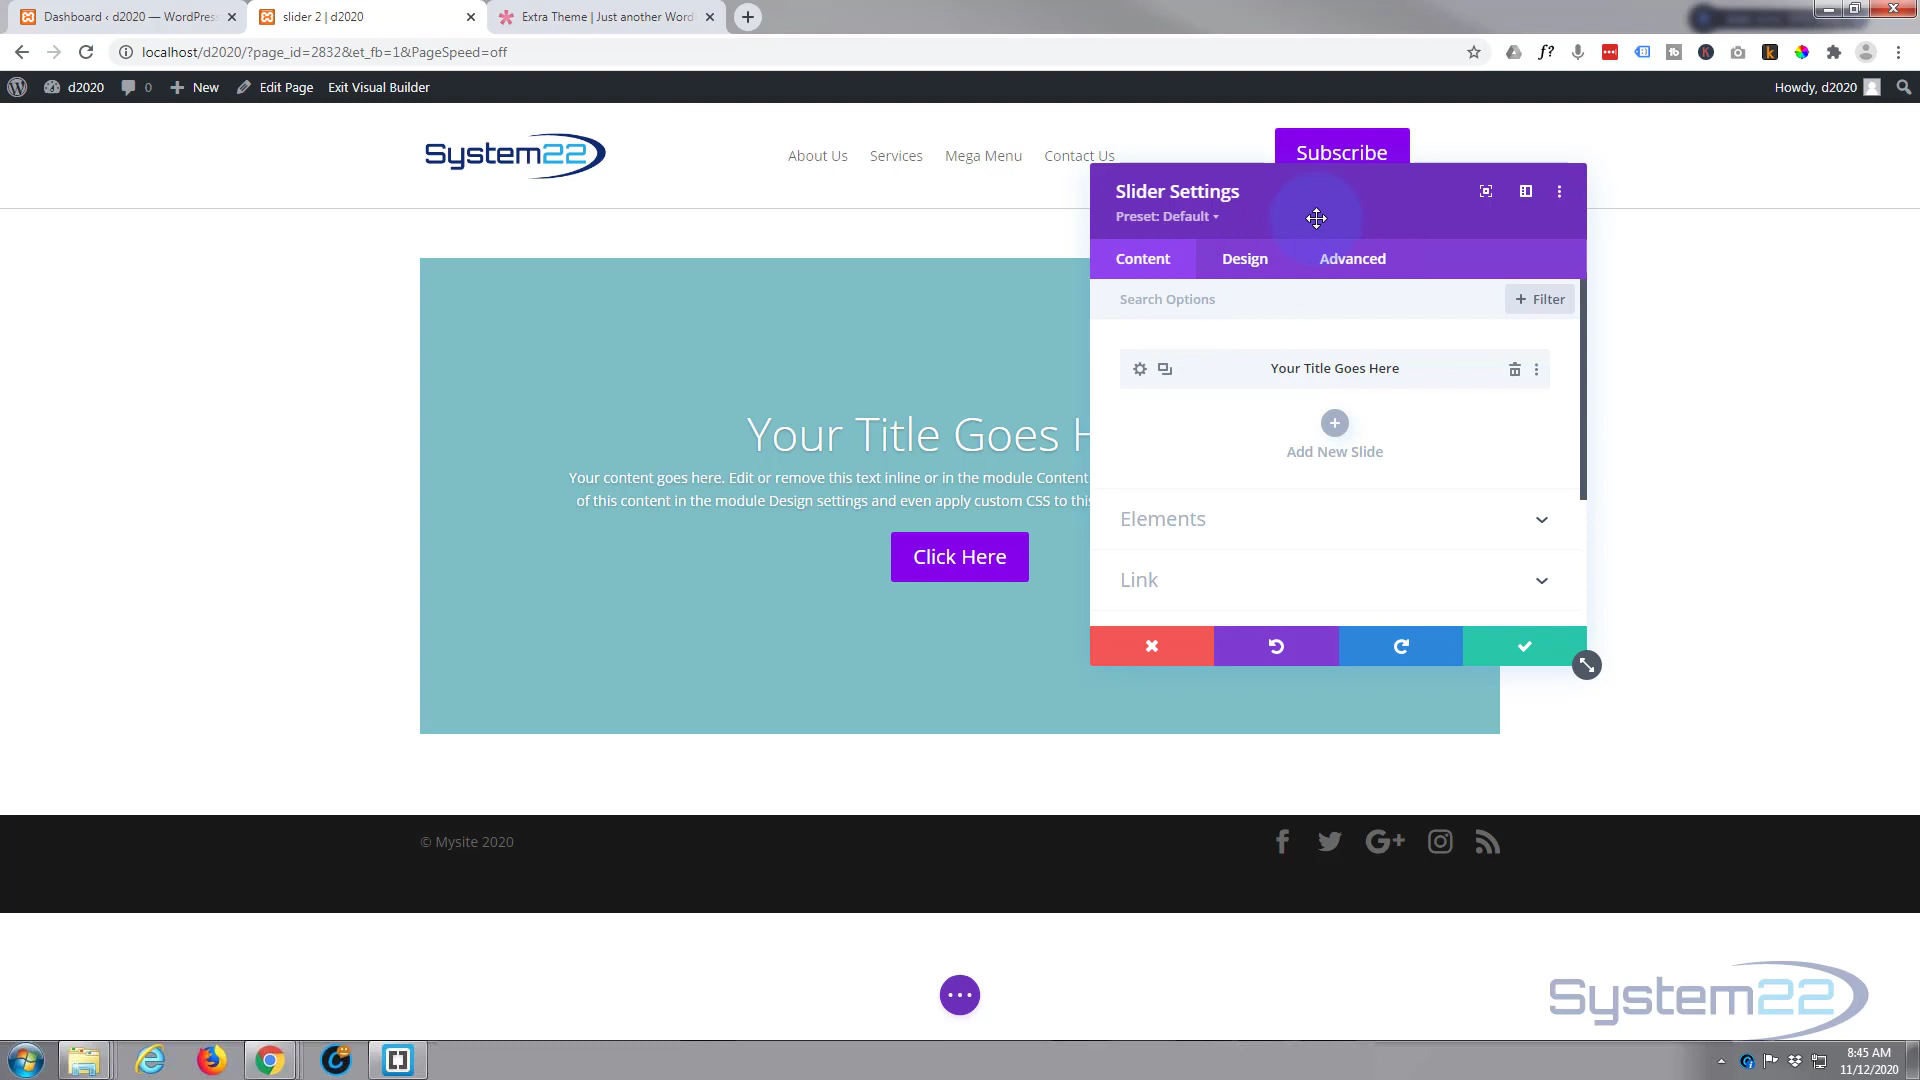 Dashboard ‹ d2020 — WordPres
slider 2 | d2020
Extra Theme | Just another Word
localhost/d2020/?page_id=2832&et_fb=1&PageSpeed=off
d2020
0
New
Edit Page
Exit Visual Builder
Howdy, d2020
System22
About Us
Services
Mega Menu
Contact Us
Subscribe
Slider Settings
Preset: Default
Content
Design
Advanced
Search Options
+ Filter
Your Title Goes Here
Add New Slide
Elements
Link
Your Title Goes H
Your content goes here. Edit or remove this text inline or in the module Content
of this content in the module Design settings and even apply custom CSS to this
Click Here
© Mysite 2020
System22
8:45 AM
11/12/2020